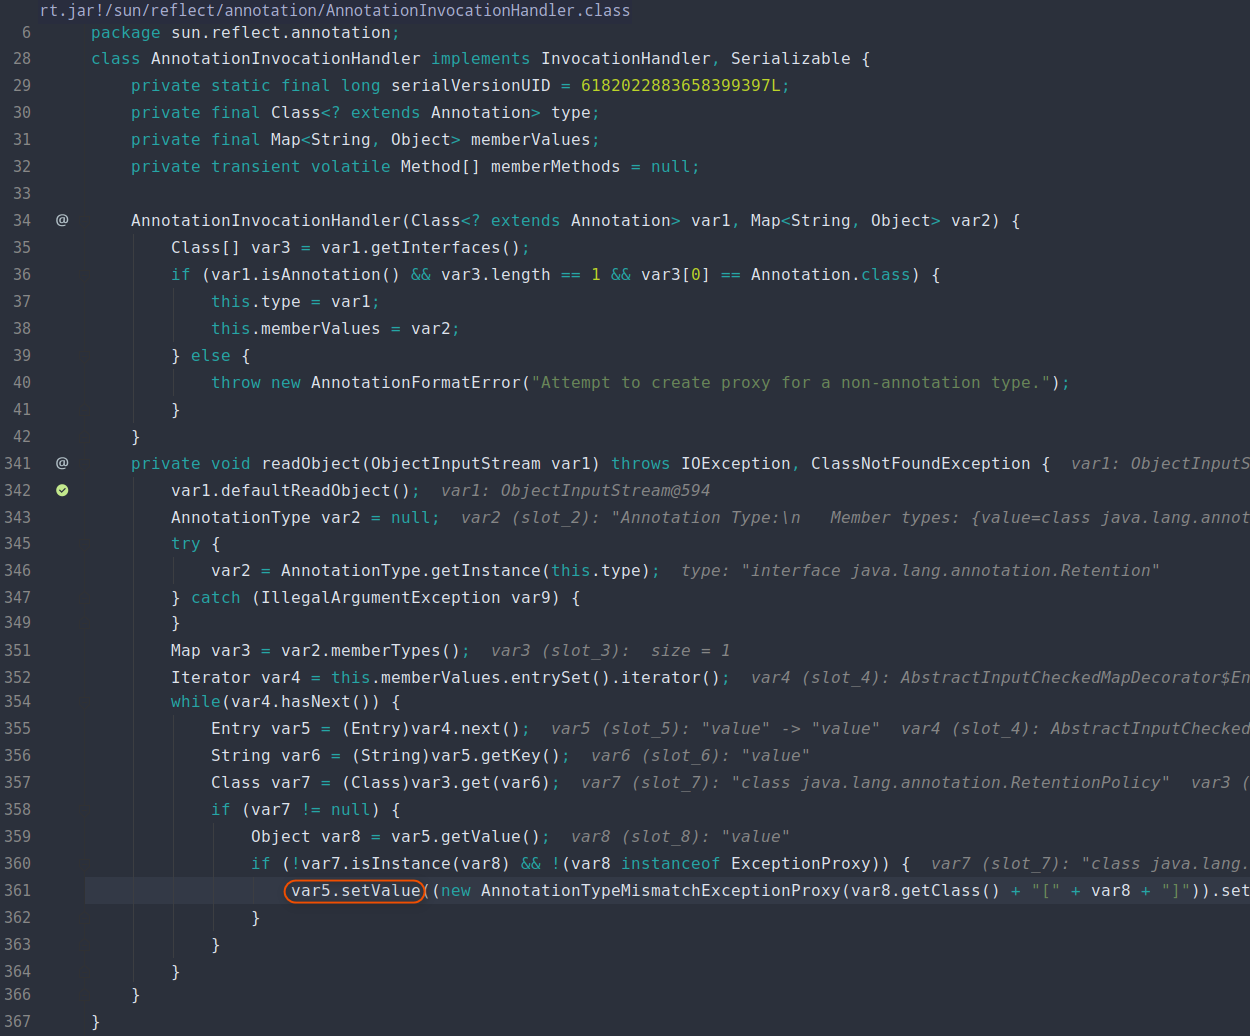 rt.jar!/sun/reflect/annotation/AnnotationInvocationHandler.class
6 package sun.reflect.annotation;
28 class AnnotationInvocationHandler implements InvocationHandler, Serializable {
29 private static final long serialVersionUID = 6182022883658399397L;
30 private final Class<? extends Annotation> type;
31 private final Map<String, Object> memberValues;
32 private transient volatile Method[] memberMethods = null;
33
34 @ AnnotationInvocationHandler(Class<? extends Annotation> var1, Map<String, Object> var2) {
35 Class[] var3 = var1.getInterfaces();
36 if (var1.isAnnotation() && var3.length == 1 && var3[0] == Annotation.class) {
37 this.type = var1;
38 this.memberValues = var2;
39 } else {
40 throw new AnnotationFormatError("Attempt to create proxy for a non-annotation type.");
41 }
42 }
341 @ private void readObject(ObjectInputStream var1) throws IOException, ClassNotFoundException { var1: ObjectInputS
342 var1.defaultReadObject(); var1: ObjectInputStream@594
343 AnnotationType var2 = null; var2 (slot_2): "Annotation Type:\n Member types: {value=class java.lang.annot
345 try {
346 var2 = AnnotationType.getInstance(this.type); type: "interface java.lang.annotation.Retention"
347 } catch (IllegalArgumentException var9) {
349 }
351 Map var3 = var2.memberTypes(); var3 (slot_3): size = 1
352 Iterator var4 = this.memberValues.entrySet().iterator(); var4 (slot_4): AbstractInputCheckedMapDecorator$En
354 while(var4.hasNext()) {
355 Entry var5 = (Entry)var4.next(); var5 (slot_5): "value" -> "value" var4 (slot_4): AbstractInputChecked
356 String var6 = (String)var5.getKey(); var6 (slot_6): "value"
357 Class var7 = (Class)var3.get(var6); var7 (slot_7): "class java.lang.annotation.RetentionPolicy" var3 (
358 if (var7 != null) {
359 Object var8 = var5.getValue(); var8 (slot_8): "value"
360 if (!var7.isInstance(var8) && !(var8 instanceof ExceptionProxy)) { var7 (slot_7): "class java.lang.
361 var5.setValue((new AnnotationTypeMismatchExceptionProxy(var8.getClass() + "[" + var8 + "]")).set
362 }
363 }
364 }
366 }
367 }